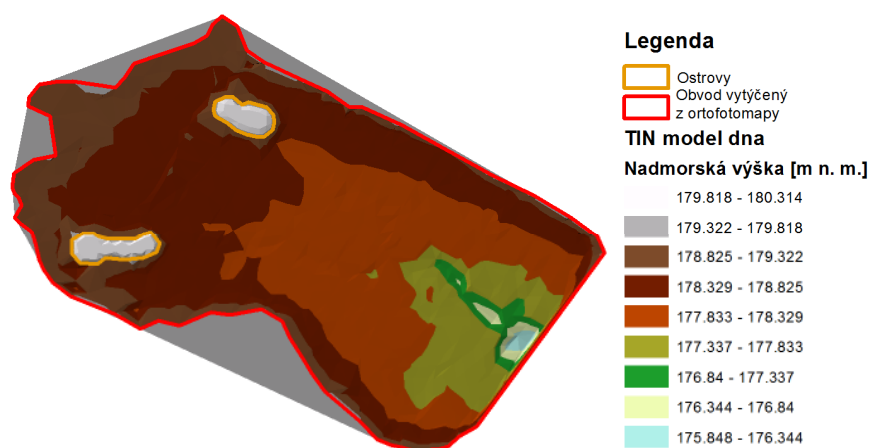 Legenda
Ostrovy
Obvod vytýčený
z ortofotomapy
TIN model dna
Nadmorská výška [m n. m.]
179.818 - 180.314
179.322 - 179.818
178.825 - 179.322
178.329 - 178.825
177.833 - 178.329
177.337 - 177.833
176.84 - 177.337
176.344 - 176.84
175.848 - 176.344